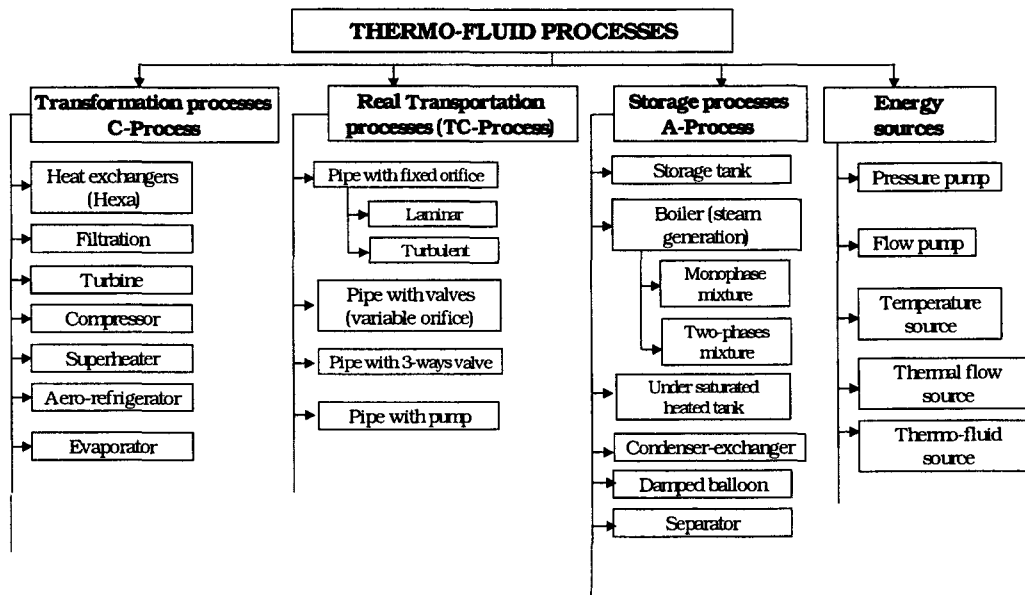 THERMO-FLUID PROCESSES
Transformation processes
C-Process
Heat exchangers
(Hexa)
Filtration
Turbine
Compressor
Superheater
Aero-refrigerator
Evaporator
Real Transportation
processes (TC-Process)
Pipe with fixed orifice
Laminar
Turbulent
Pipe with valves
(variable orifice)
Pipe with 3-ways valve
Pipe with pump
Storage processes
A-Process
Storage tank
Boiler (steam
generation)
Monophase
mixture
Two-phases
mixture
Under saturated
heated tank
Condenser-exchanger
Damped balloon
Separator
Energy
sources
Pressure pump
Flow pump
Temperature
source
Thermal flow
source
Thermo-fluid
source